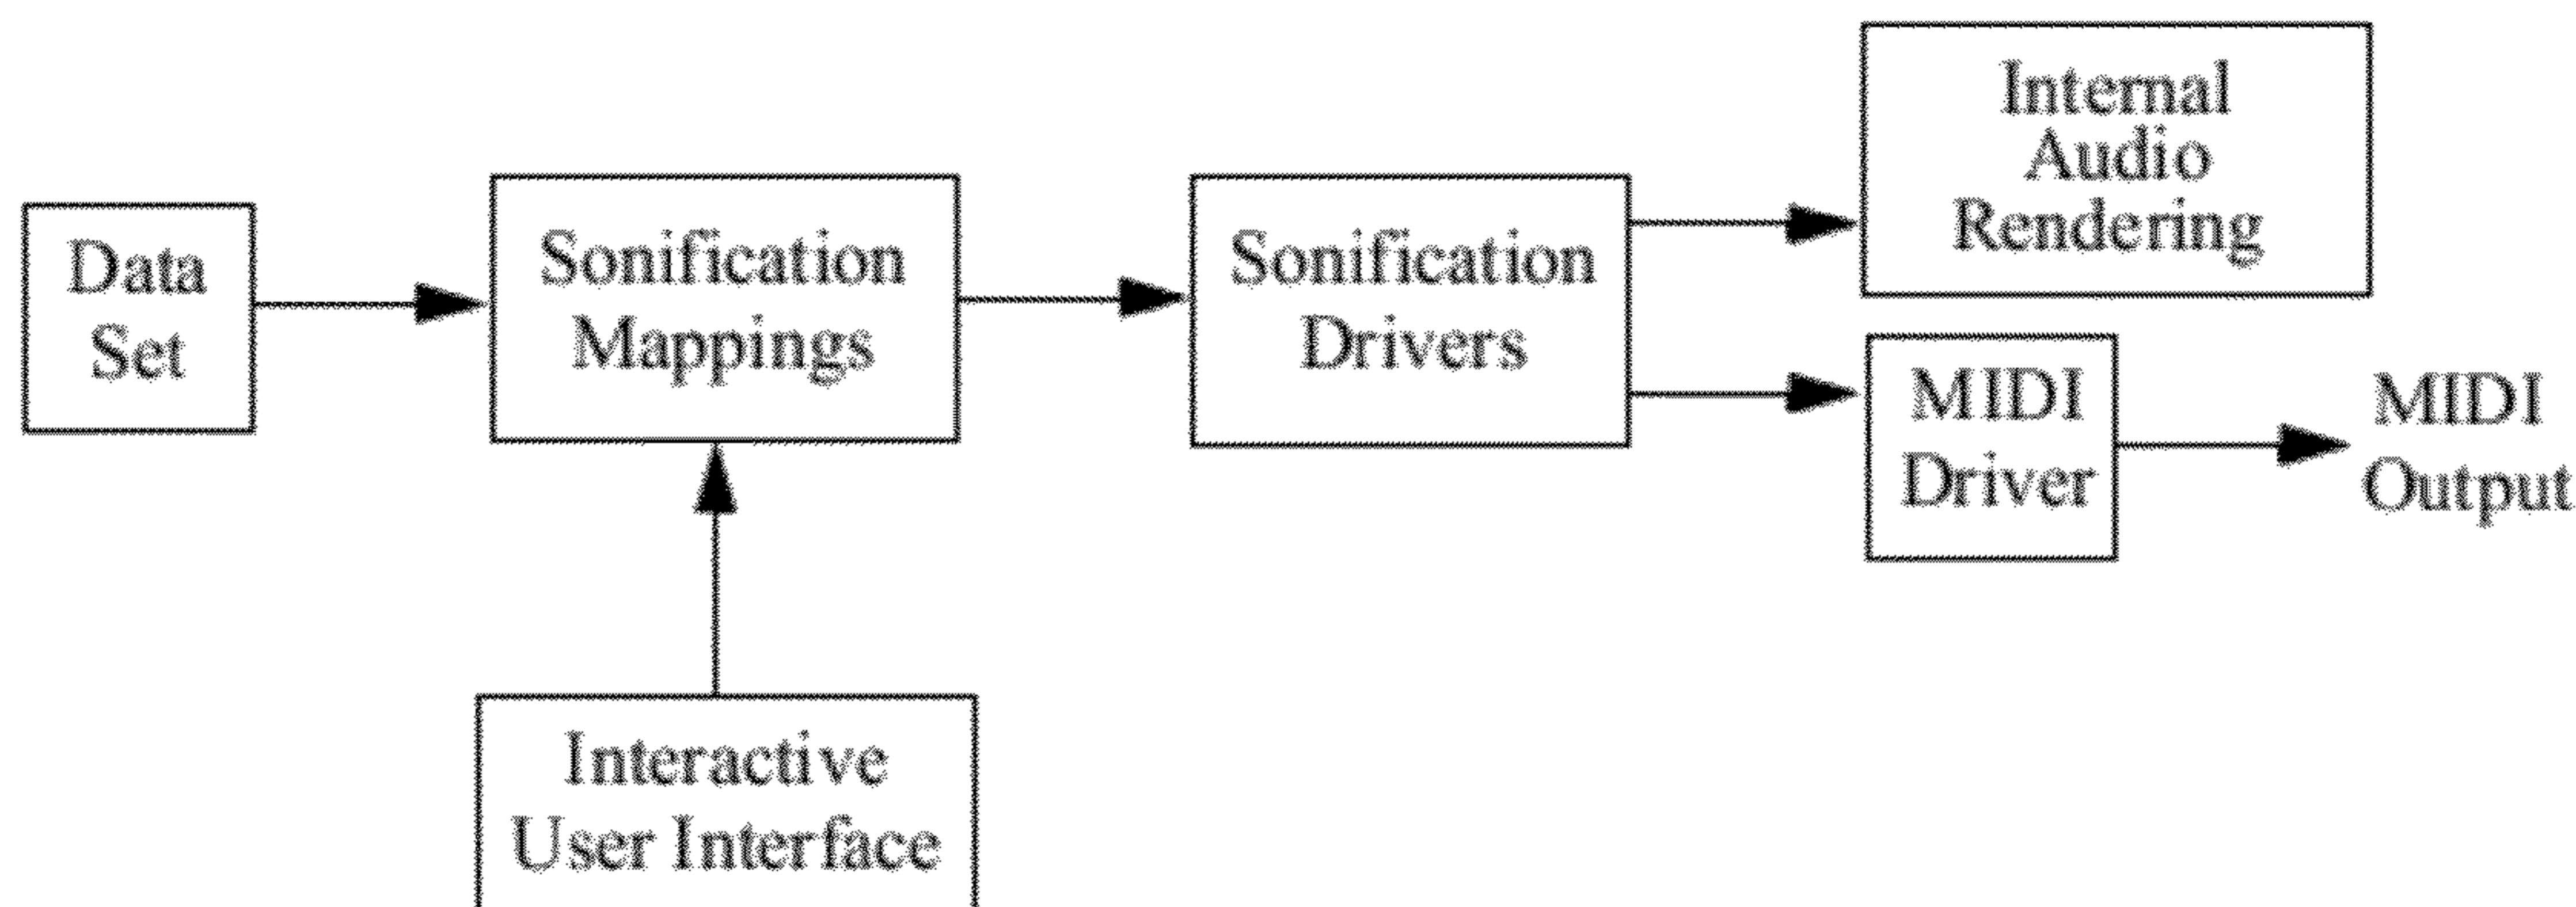 Data
Set
Sonification
Mappings
Sonification
Drivers
Internal
Audio
Rendering
MIDI
Driver
MIDI
Output
Interactive
User Interface